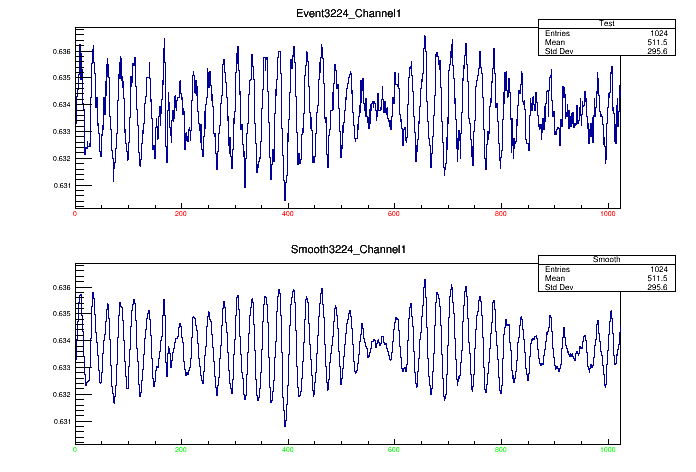 Event3224_Channel1
Test
Entries 1024
Mean 511.5
Std Dev 295.6
0.636
0.635
0.634
0.633
0.632
0.631
0 200 400 600 800 1000
Smooth3224_Channel1
Smooth
Entries 1024
Mean 511.5
Std Dev 295.6
0.636
0.635
0.634
0.633
0.632
0.631
0 200 400 600 800 1000